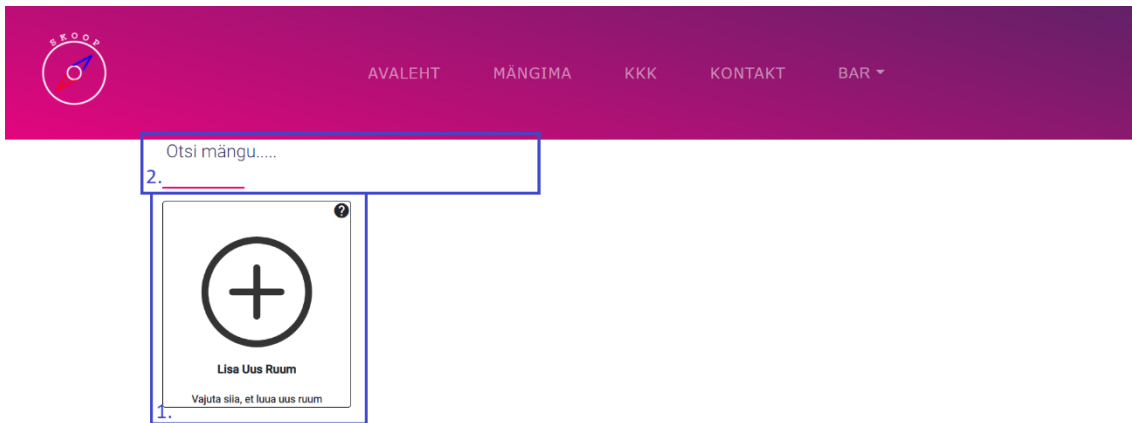 SKOOP
AVALEHT MÄNGIMA KKK KONTAKT BAR
Otsi mängu.....
2.
?
Lisa Uus Ruum
Vajuta siia, et luua uus ruum
1.